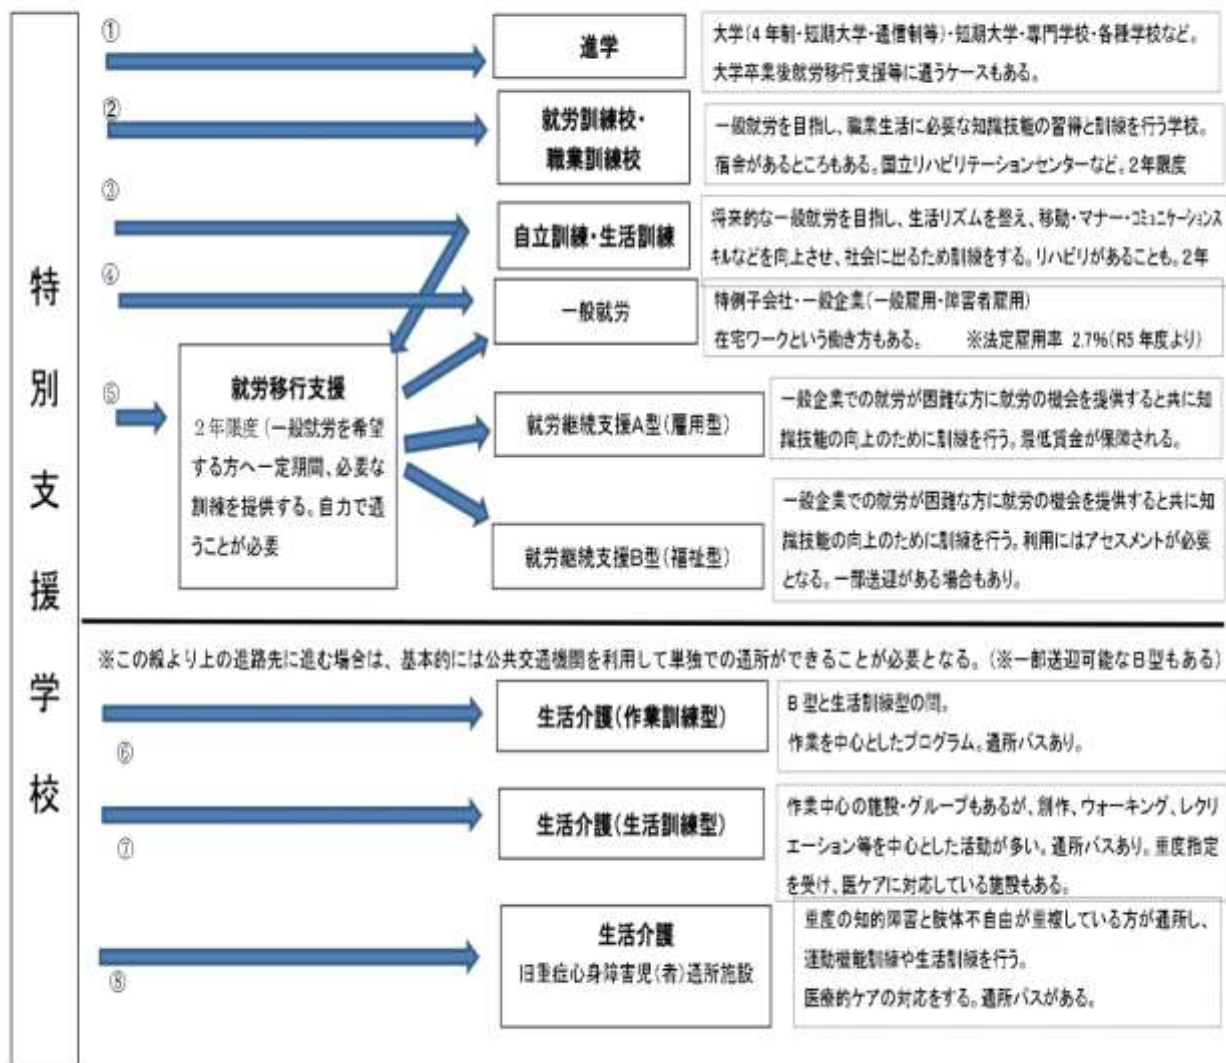 特別支援学校
①
進学
大学(4年制・短期大学・通信制等)・短期大学・専門学校・各種学校など。
大学卒業後就労移行支援等に通うケースもある。
②
就労訓練校・
職業訓練校
一般就労を目指し、職業生活に必要な知識技能の習得と訓練を行う学校。
宿舎があるところもある。国立リハビリテーションセンターなど。2年限度
③
自立訓練・生活訓練
将来的な一般就労を目指し、生活リズムを整え、移動・マナー・コミュニケーションス
キルなどを向上させ、社会に出るため訓練をする。リハビリがあることも。2年
④
一般就労
特例子会社・一般企業(一般雇用・障害者雇用)
在宅ワークという働き方もある。　※法定雇用率 2.7%(R5年度より)
⑤
就労移行支援
2年限度(一般就労を希望
する方へ一定期間、必要な
訓練を提供する。自力で通
うことが必要
就労継続支援A型(雇用型)
一般企業での就労が困難な方に就労の機会を提供すると共に知
識技能の向上のために訓練を行う。最低賃金が保障される。
就労継続支援B型(福祉型)
一般企業での就労が困難な方に就労の機会を提供すると共に知
識技能の向上のために訓練を行う。利用にはアセスメントが必要
となる。一部送迎がある場合もあり。
※この線より上の進路先に進む場合は、基本的には公共交通機関を利用して単独での通所ができることが必要となる。(※一部送迎可能なB型もある)
⑥
生活介護(作業訓練型)
B型と生活訓練型の間。
作業を中心としたプログラム。通所バスあり。
⑦
生活介護(生活訓練型)
作業中心の施設・グループもあるが、創作、ウォーキング、レクリ
エーション等を中心とした活動が多い。通所バスあり。重度指定
を受け、医ケアに対応している施設もある。
⑧
生活介護
旧重症心身障害児(者)通所施設
重度の知的障害と肢体不自由が重複している方が通所し、
運動機能訓練や生活訓練を行う。
医療的ケアの対応をする。通所バスがある。